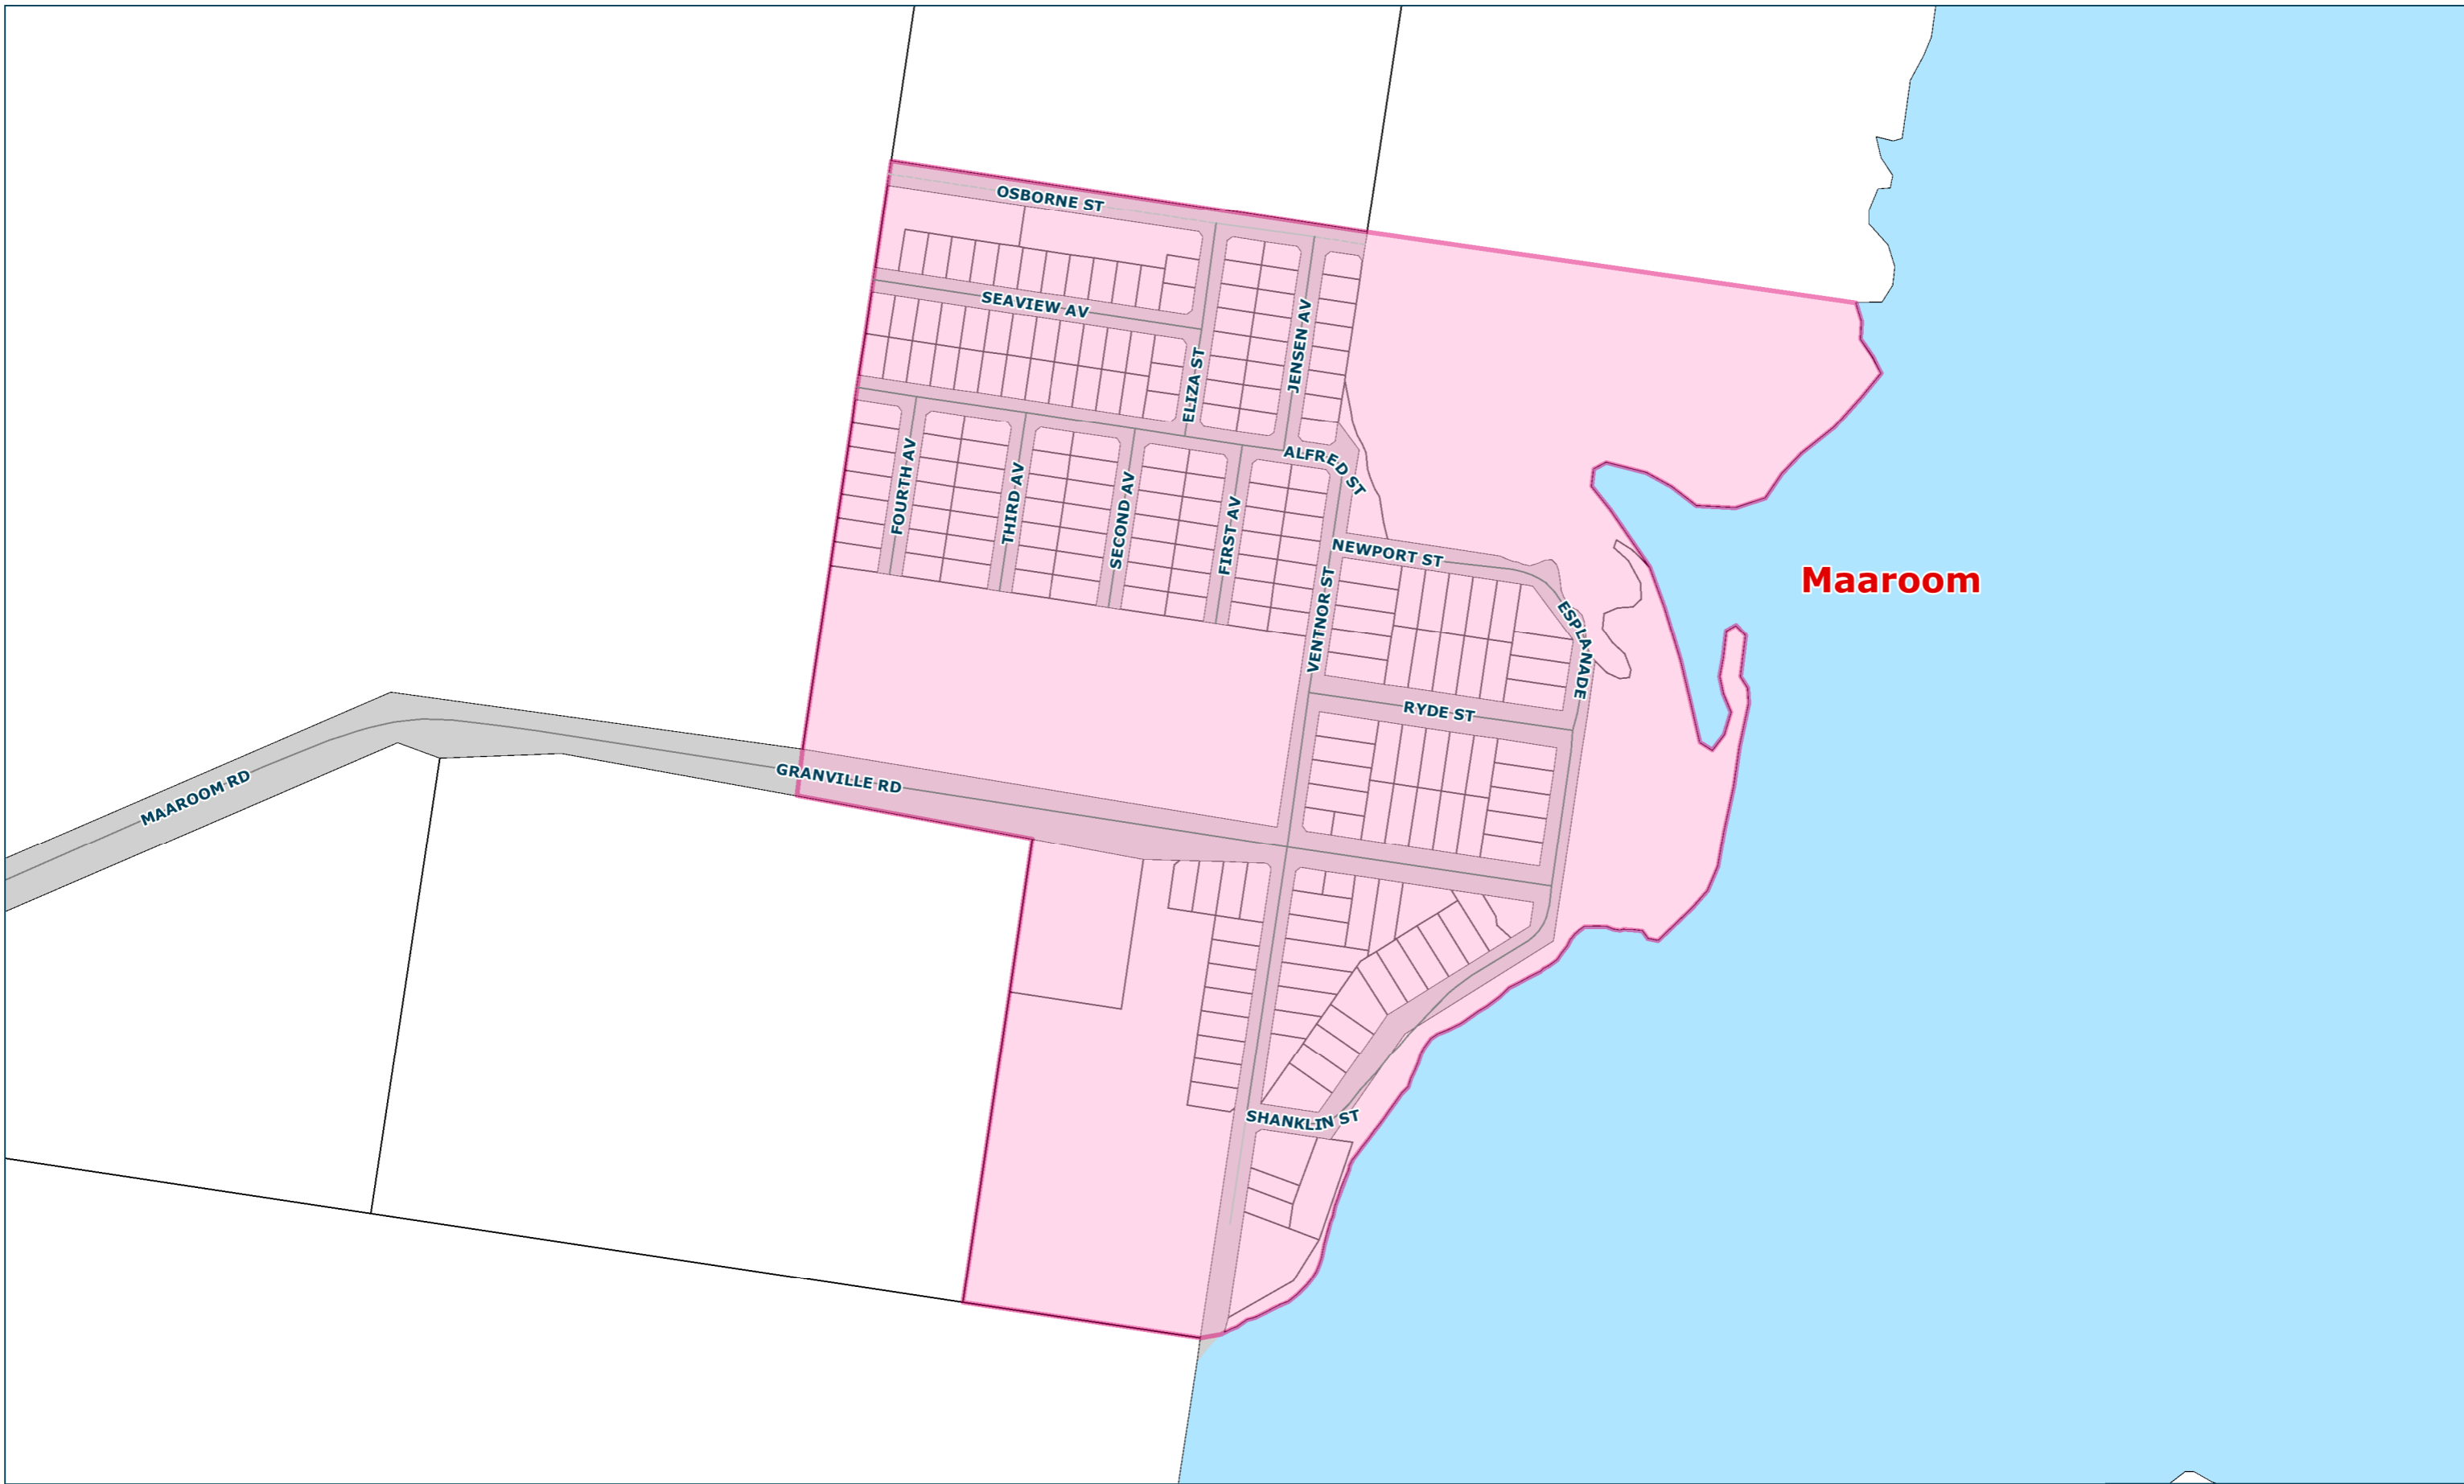 OSBORNE ST
SEAVIEW AV
ELIZA ST
JENSEN AV
ALFRED ST
FOURTH AV
THIRD AV
SECOND AV
FIRST AV
NEWPORT ST
VENTNOR ST
ESPLANADE
Maaroom
RYDE ST
MAAROOM RD
GRANVILLE RD
SHANKLIN ST